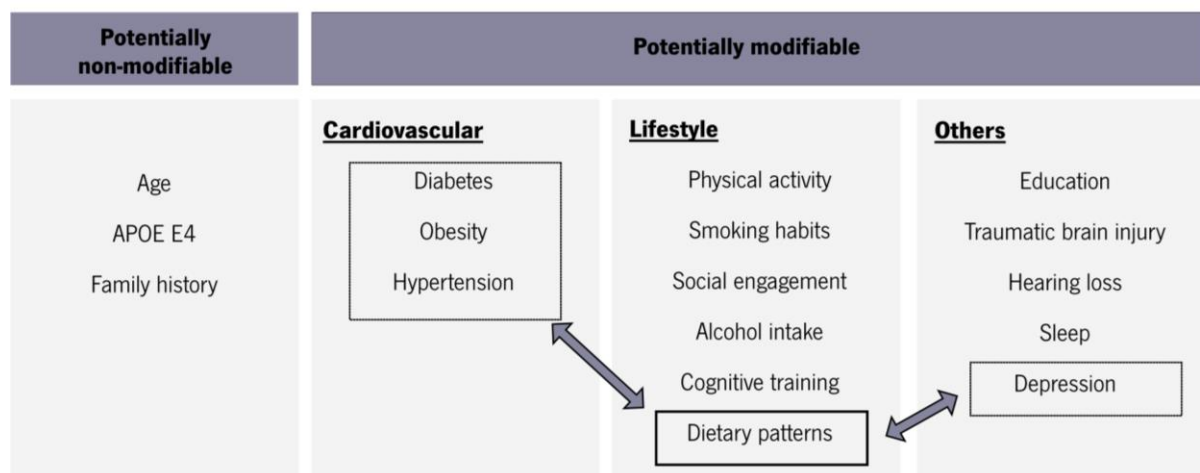 Potentially
non-modifiable
Potentially modifiable
Age
APOE E4
Family history
Cardiovascular
Diabetes
Obesity
Hypertension
Lifestyle
Physical activity
Smoking habits
Social engagement
Alcohol intake
Cognitive training
Dietary patterns
Others
Education
Traumatic brain injury
Hearing loss
Sleep
Depression